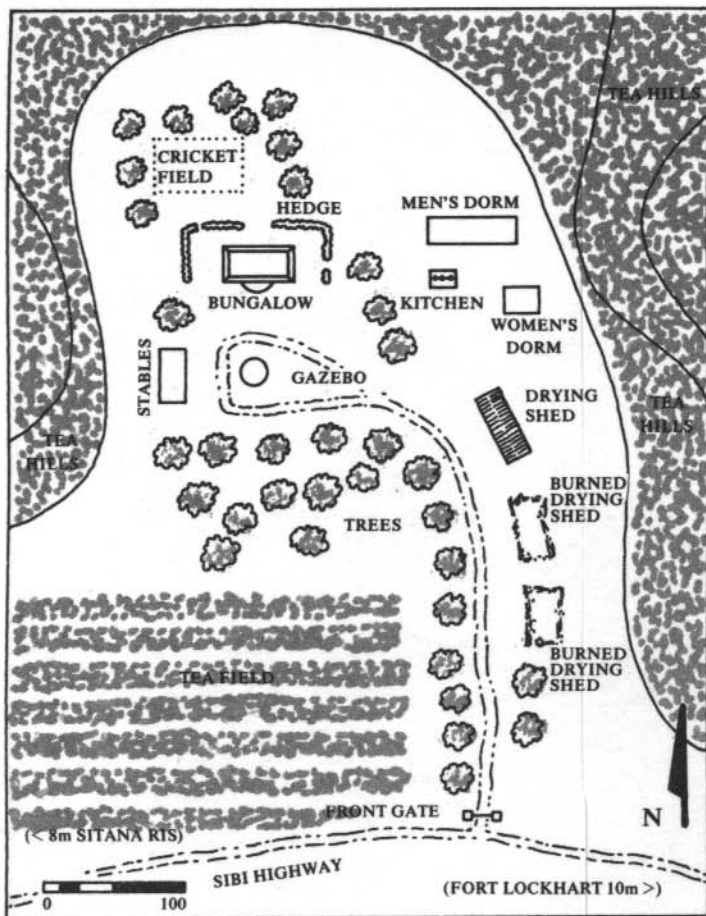 TEA HILLS
CRICKET
FIELD
HEDGE
MEN'S DORM
BUNGALOW
KITCHEN
WOMEN'S
DORM
STABLES
GAZEBO
DRYING
SHED
TEA
HILLS
TEA
HILLS
BURNED
DRYING
SHED
TREES
BURNED
DRYING
SHED
TEA FIELD
FRONT GATE
N
(< 8m SITANA RIS)
SIBI HIGHWAY
(FORT LOCKHART 10m >)
0 100